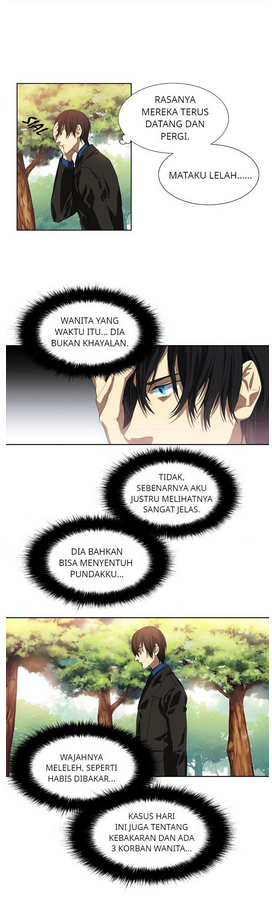 SIAL
RASANYA
MEREKA TERUS
DATANG DAN
PERGI.
MATAKU LELAH......
WANITA YANG
WAKTU ITU... DIA
BUKAN KHAYALAN.
TIDAK,
SEBENARNYA AKU
JUSTRU MELIHATNYA
SANGAT JELAS.
DIA BAHKAN
BISA MENYENTUH
PUNDAKKU...
WAJAHNYA
MELELEH, SEPERTI
HABIS DIBAKAR...
KASUS HARI
INI JUGA TENTANG
KEBAKARAN DAN ADA
3 KORBAN WANITA...